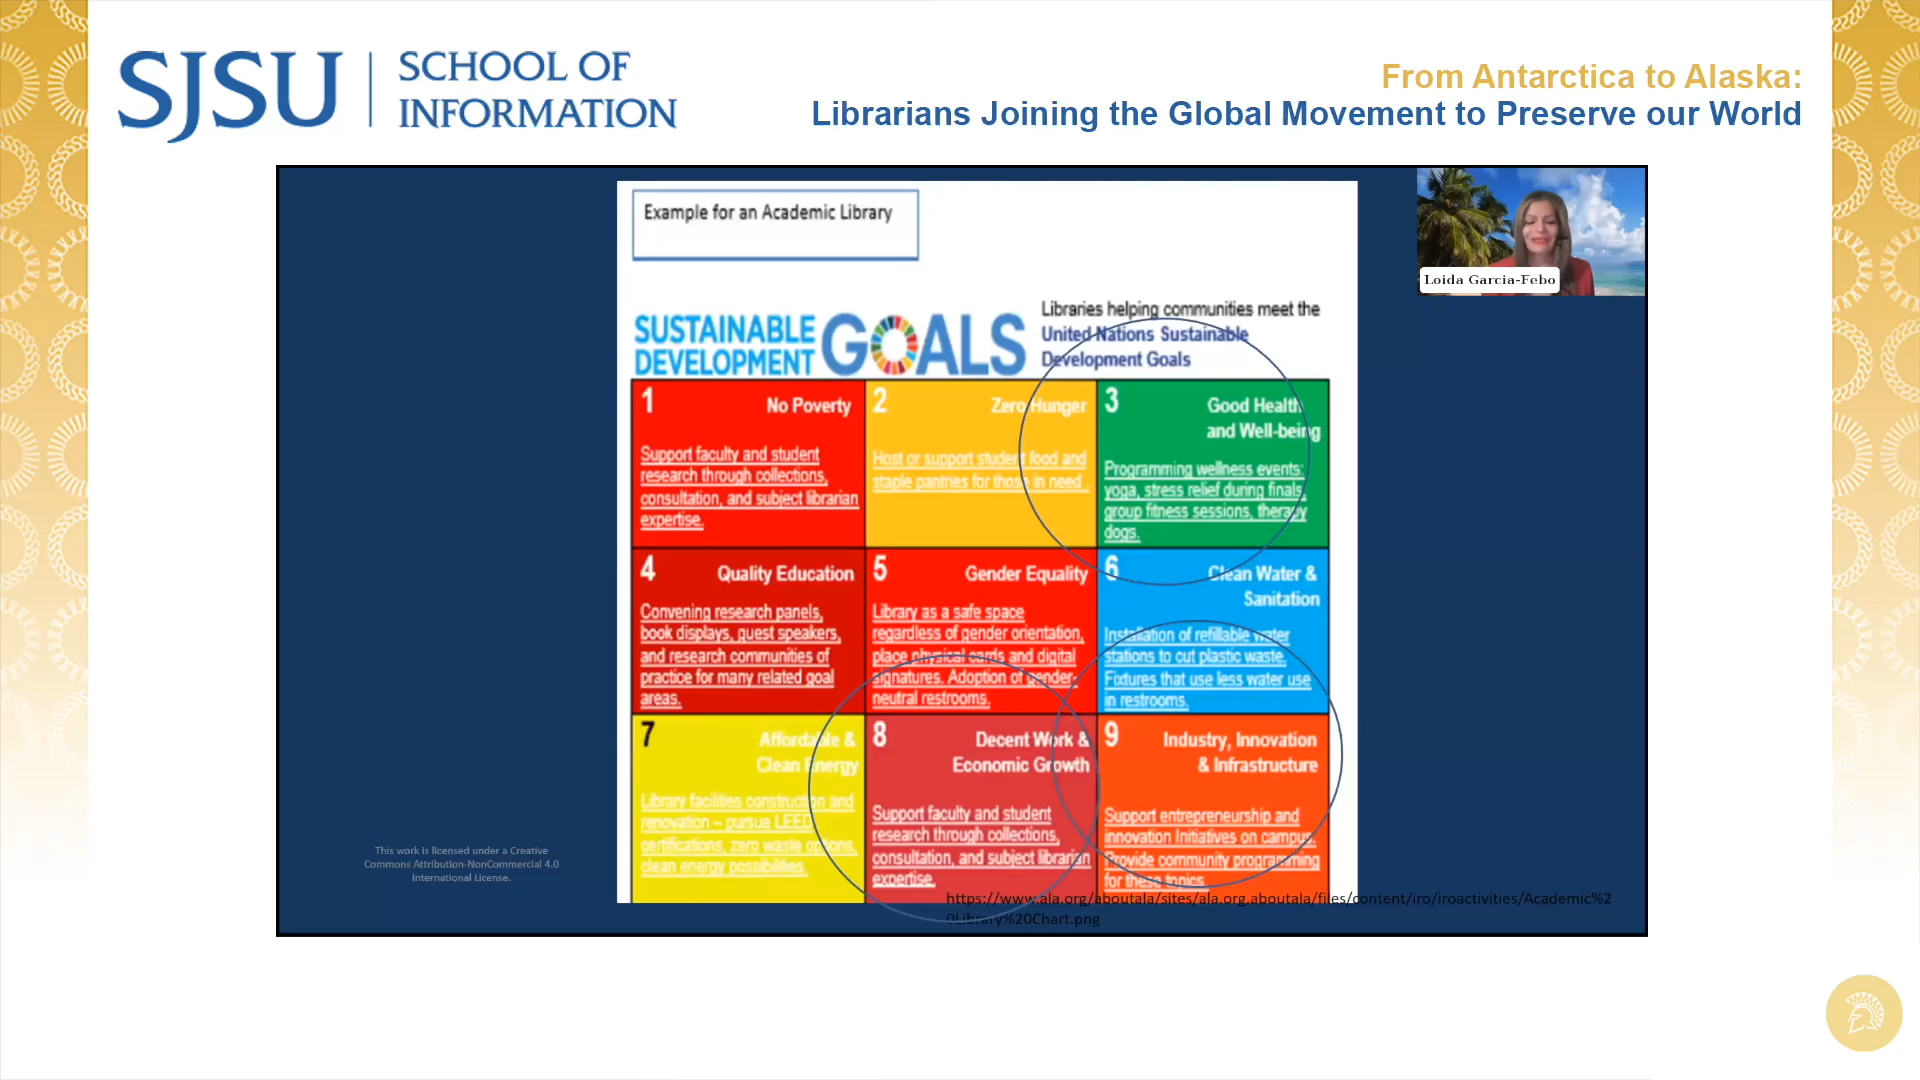 SJSU
SCHOOL OF
INFORMATION
From Antarctica to Alaska:
Librarians Joining the Global Movement to Preserve our World
Example for an Academic Library
Loida Garcia-Febo
SUSTAINABLE
DEVELOPMENT
GOALS
Libraries helping communities meet the
United Nations Sustainable
Development Goals
1
No Poverty
Support faculty and student
research through collections,
consultation, and subject librarian
expertise.
2
Zero Hunger
Host or support student food and
staple pantries for those in need.
3
Good Health
and Well-being
Programming wellness events:
yoga, stress relief during finals,
group fitness sessions, therapy
dogs.
4
Quality Education
Convening research panels,
book displays, guest speakers,
and research communities of
practice for many related goal
areas.
5
Gender Equality
Library as a safe space
regardless of gender orientation,
place physical cards and digital
signatures. Adoption of gender-
neutral restrooms.
6
Clean Water &
Sanitation
Installation of refillable water
stations to cut plastic waste.
Fixtures that use less water use
in restrooms.
7
Affordable &
Clean Energy
Library facilities construction and
renovation – pursue LEED
certifications, zero waste options,
clean energy possibilities.
8
Decent Work &
Economic Growth
Support faculty and student
research through collections,
consultation, and subject librarian
expertise.
9
Industry, Innovation
& Infrastructure
Support entrepreneurship and
innovation Initiatives on campus.
Provide community programming
for these topics.
This work is licensed under a Creative
Commons Attribution-NonCommercial 4.0
International License.
https://www.ala.org/aboutala/sites/ala.org.aboutala/files/content/iro/iroactivities/Academic%2
0Library%20Chart.png